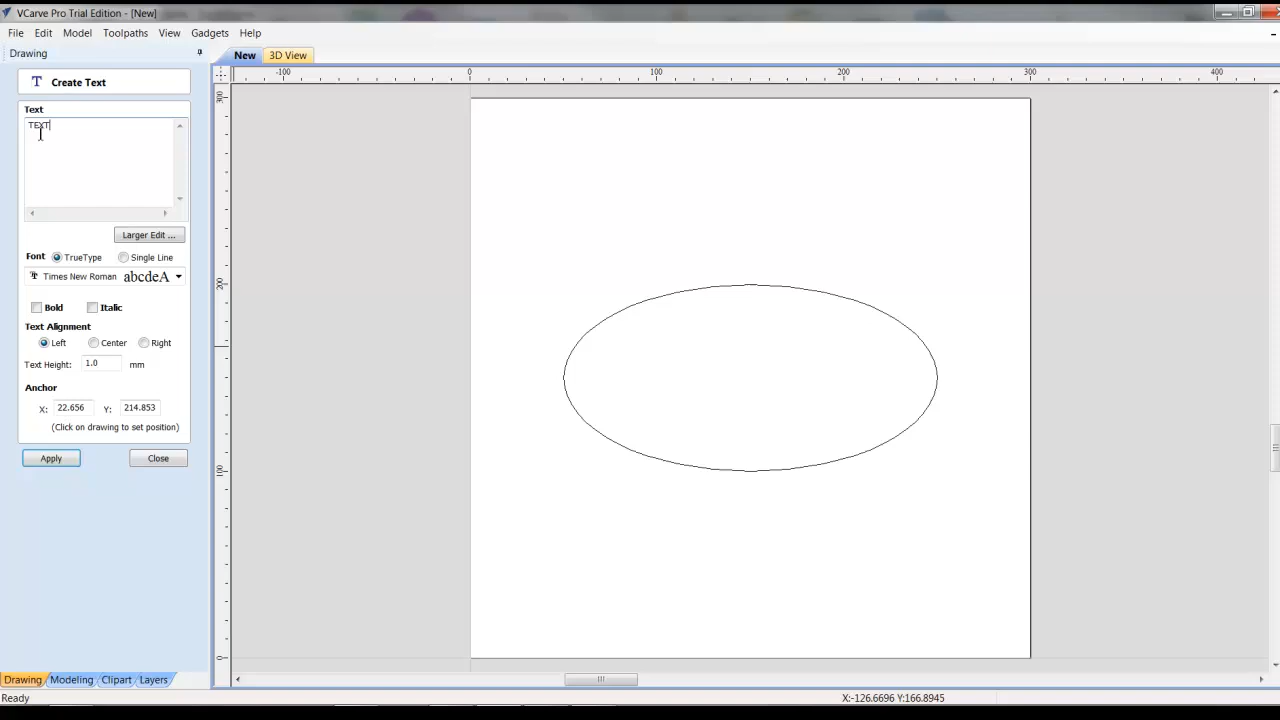 VCarve Pro Trial Edition - [New]
File Edit Model Toolpaths View Gadgets Help
Drawing
New 3D View
-100 0 100 200 300 400
Create Text
Text
TEXT
Larger Edit ...
Font TrueType Single Line
Times New Roman abcdeA
Bold Italic
Text Alignment
Left Center Right
Text Height: 1.0 mm
Anchor
X: 22.656 Y: 214.853
(Click on drawing to set position)
Apply Close
300
200
100
0
Drawing Modeling Clipart Layers
Ready X:-126.6696 Y:166.8945